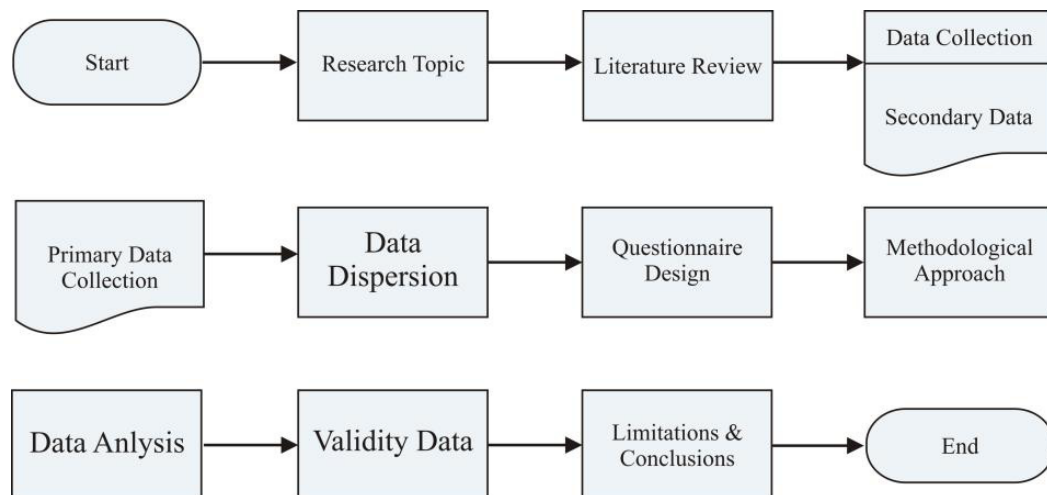 Start
Research Topic
Literature Review
Data Collection
Secondary Data
Primary Data
Collection
Data
Dispersion
Questionnaire
Design
Methodological
Approach
Data Anlysis
Validity Data
Limitations &
Conclusions
End